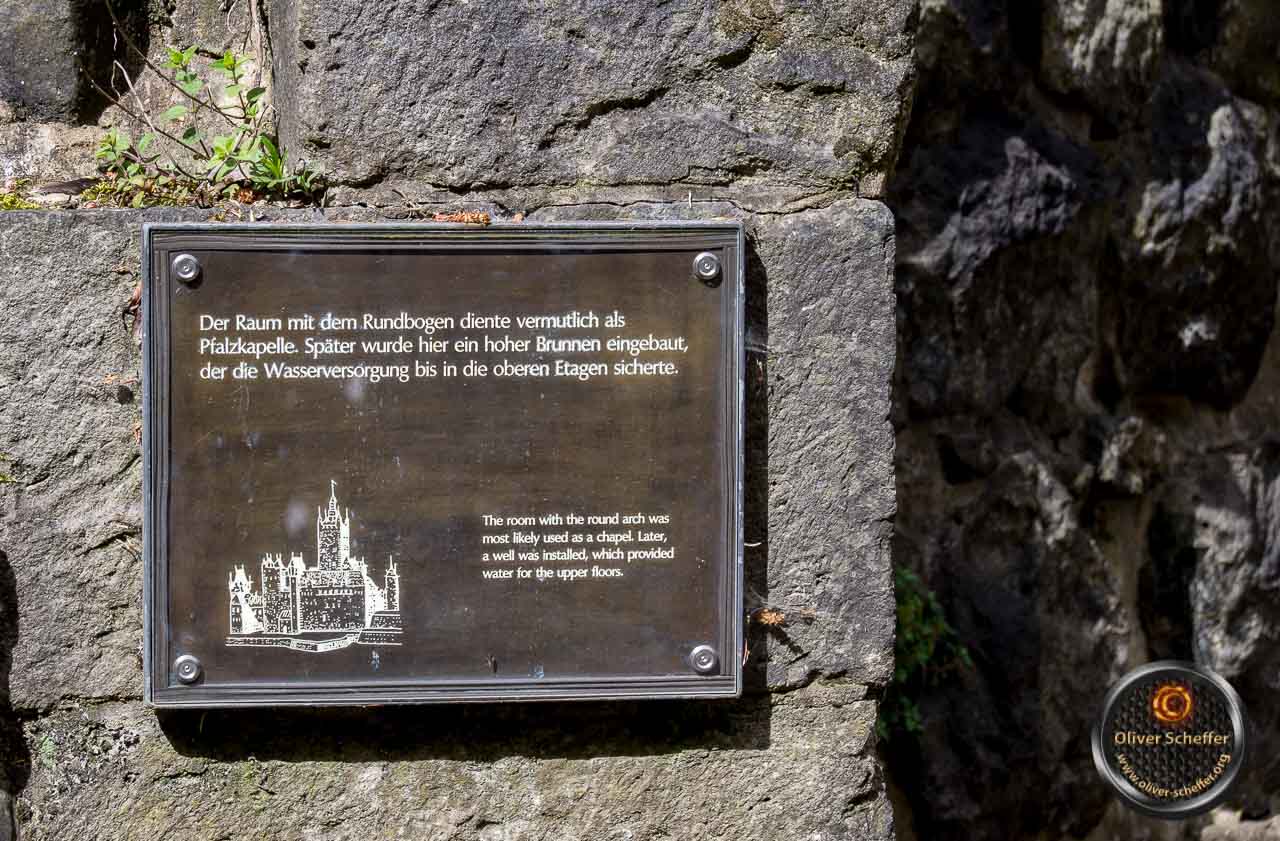 Der Raum mit dem Rundbogen diente vermutlich als
Pfalzkapelle. Später wurde hier ein hoher Brunnen eingebaut,
der die Wasserversorgung bis in die oberen Etagen sicherte.
The room with the round arch was
most likely used as a chapel. Later,
a well was installed, which provided
water for the upper floors.
Oliver Scheffer
www.oliver-scheffer.org